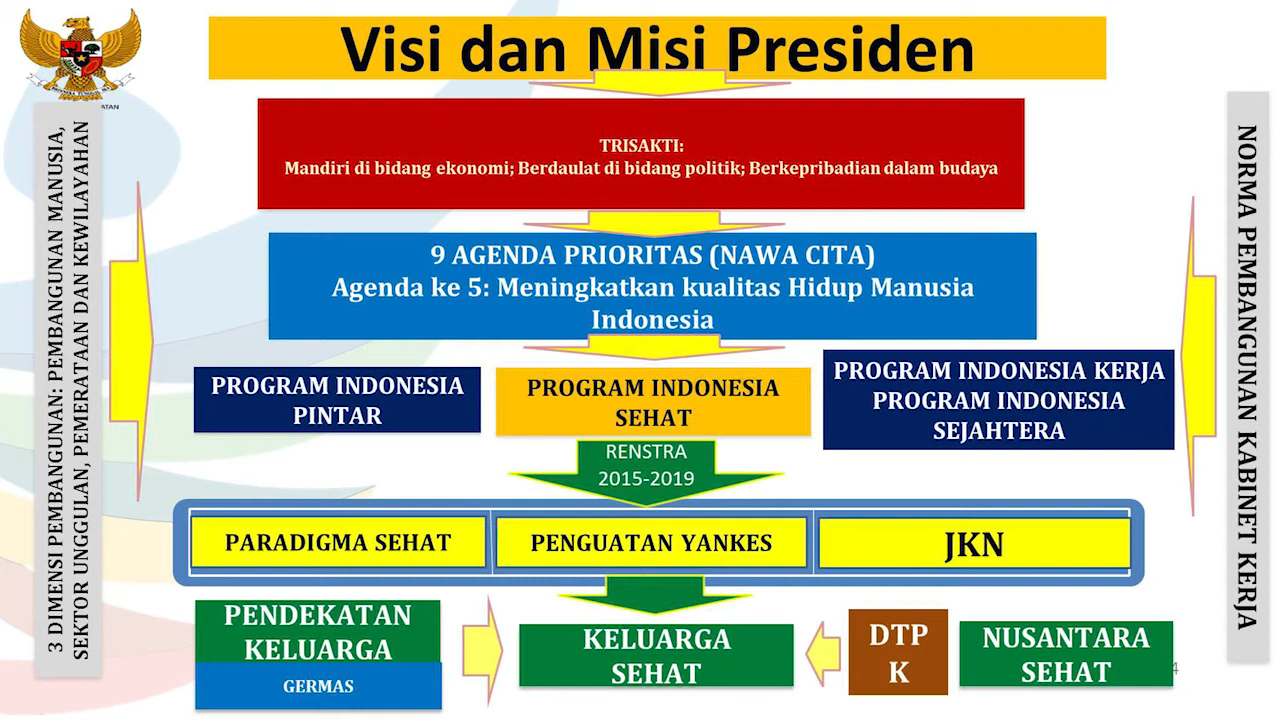 Visi dan Misi Presiden
ATAN
3 DIMENSI PEMBANGUNAN: PEMBANGUNAN MANUSIA,
SEKTOR UNGGULAN, PEMERATAAN DAN KEWILAYAHAN
TRISAKTI:
Mandiri di bidang ekonomi; Berdaulat di bidang politik; Berkepribadian dalam budaya
9 AGENDA PRIORITAS (NAWA CITA)
Agenda ke 5: Meningkatkan kualitas Hidup Manusia
Indonesia
PROGRAM INDONESIA
PINTAR
PROGRAM INDONESIA
SEHAT
PROGRAM INDONESIA KERJA
PROGRAM INDONESIA
SEJAHTERA
RENSTRA
2015-2019
PARADIGMA SEHAT
PENGUATAN YANKES
JKN
PENDEKATAN
KELUARGA
GERMAS
KELUARGA
SEHAT
DTP
K
NUSANTARA
SEHAT
4
NORMA PEMBANGUNAN KABINET KERJA